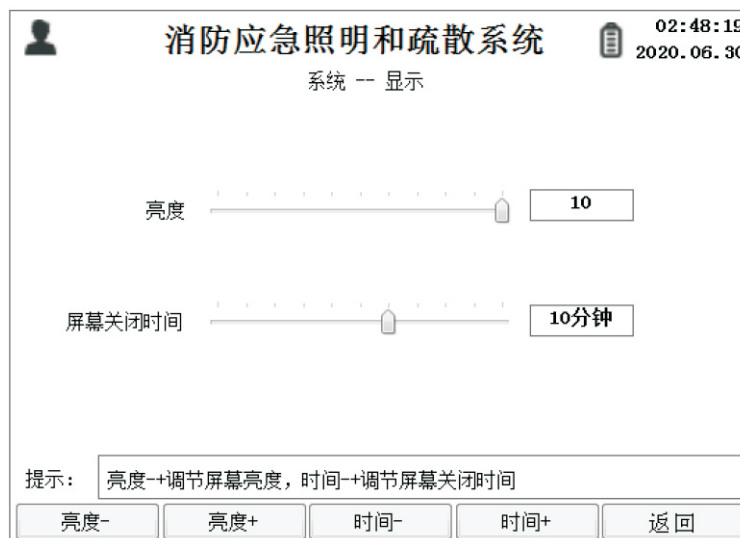 消防应急照明和疏散系统
02:48:19
2020.06.30
系统 -- 显示
亮度
10
屏幕关闭时间
10分钟
提示：
亮度-+调节屏幕亮度，时间-+调节屏幕关闭时间
亮度-
亮度+
时间-
时间+
返回